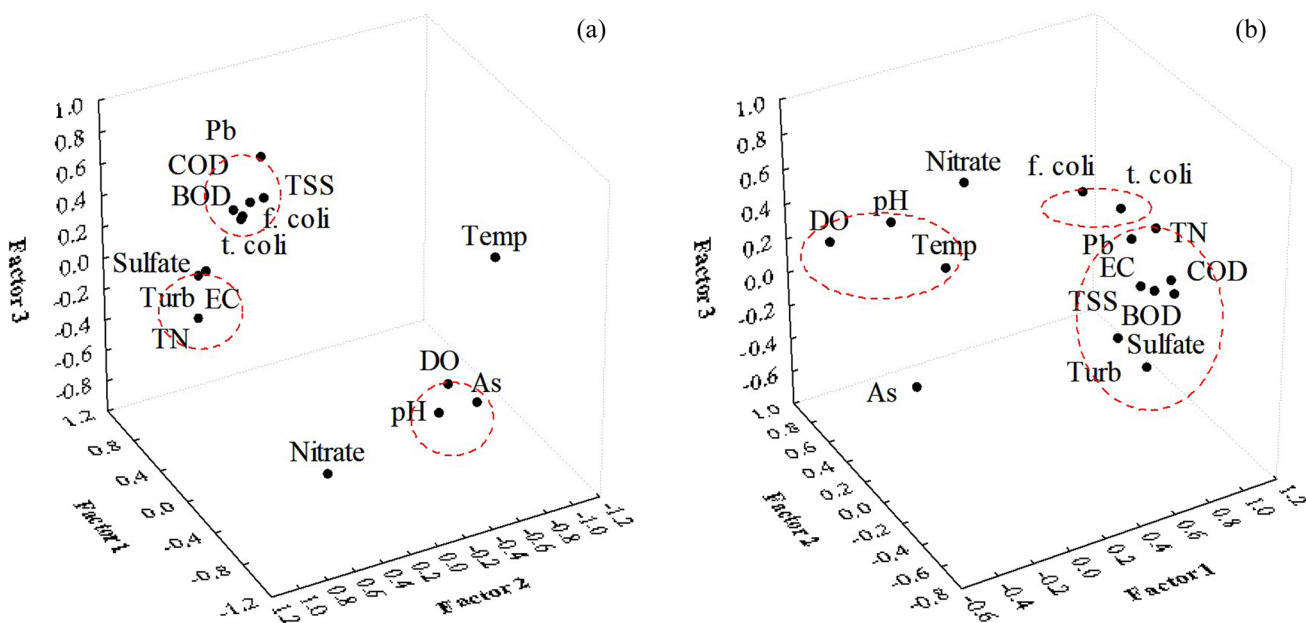 (a)
1.0
0.8
0.6
0.4
0.2
0.0
-0.2
-0.4
-0.6
-0.8
1.2
0.8
0.4
0.0
-0.4
-0.8
-1.2
1.2
1.0
0.8
0.6
0.4
0.2
0.0
-0.2
-0.4
-0.6
-0.8
-1.0
-1.2
Factor 3
Factor 1
Factor 2
Pb
COD
BOD
TSS
f. coli
t. coli
Temp
Sulfate
Turb
EC
TN
DO
As
pH
Nitrate
(b)
1.0
0.8
0.6
0.4
0.2
0.0
-0.2
-0.4
-0.6
1.0
0.8
0.6
0.4
0.2
0.0
-0.2
-0.4
-0.6
-0.8
-0.6
-0.4
-0.2
0.0
0.2
0.4
0.6
0.8
1.0
1.2
Factor 3
Factor 2
Factor 1
Nitrate
f. coli
t. coli
DO
pH
Temp
Pb
TN
EC
COD
TSS
BOD
Sulfate
Turb
As